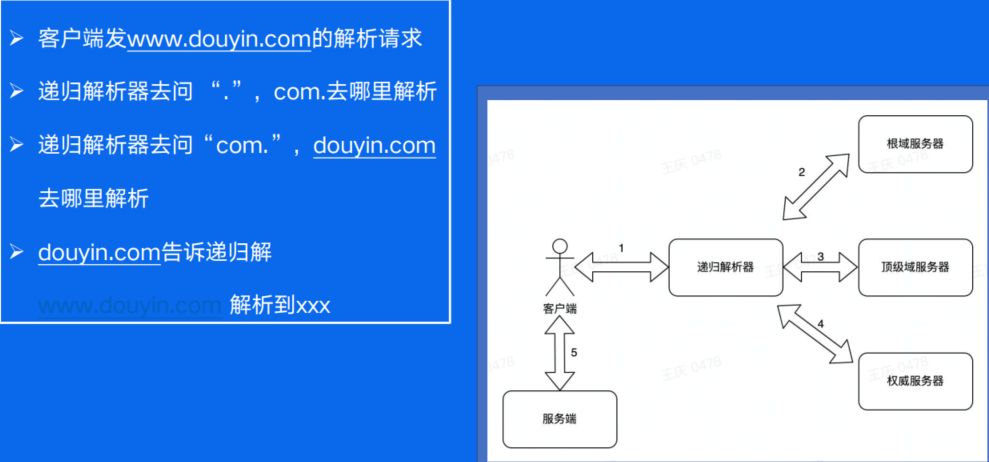 客户端发www.douyin.com的解析请求
递归解析器去问 “.”，com.去哪里解析
递归解析器去问“com.”，douyin.com
去哪里解析
douyin.com告诉递归解
www.douyin.com 解析到xxx
根域服务器
2
1
递归解析器
3
顶级域服务器
客户端
4
5
权威服务器
服务端
王庆 0478
王庆 0478